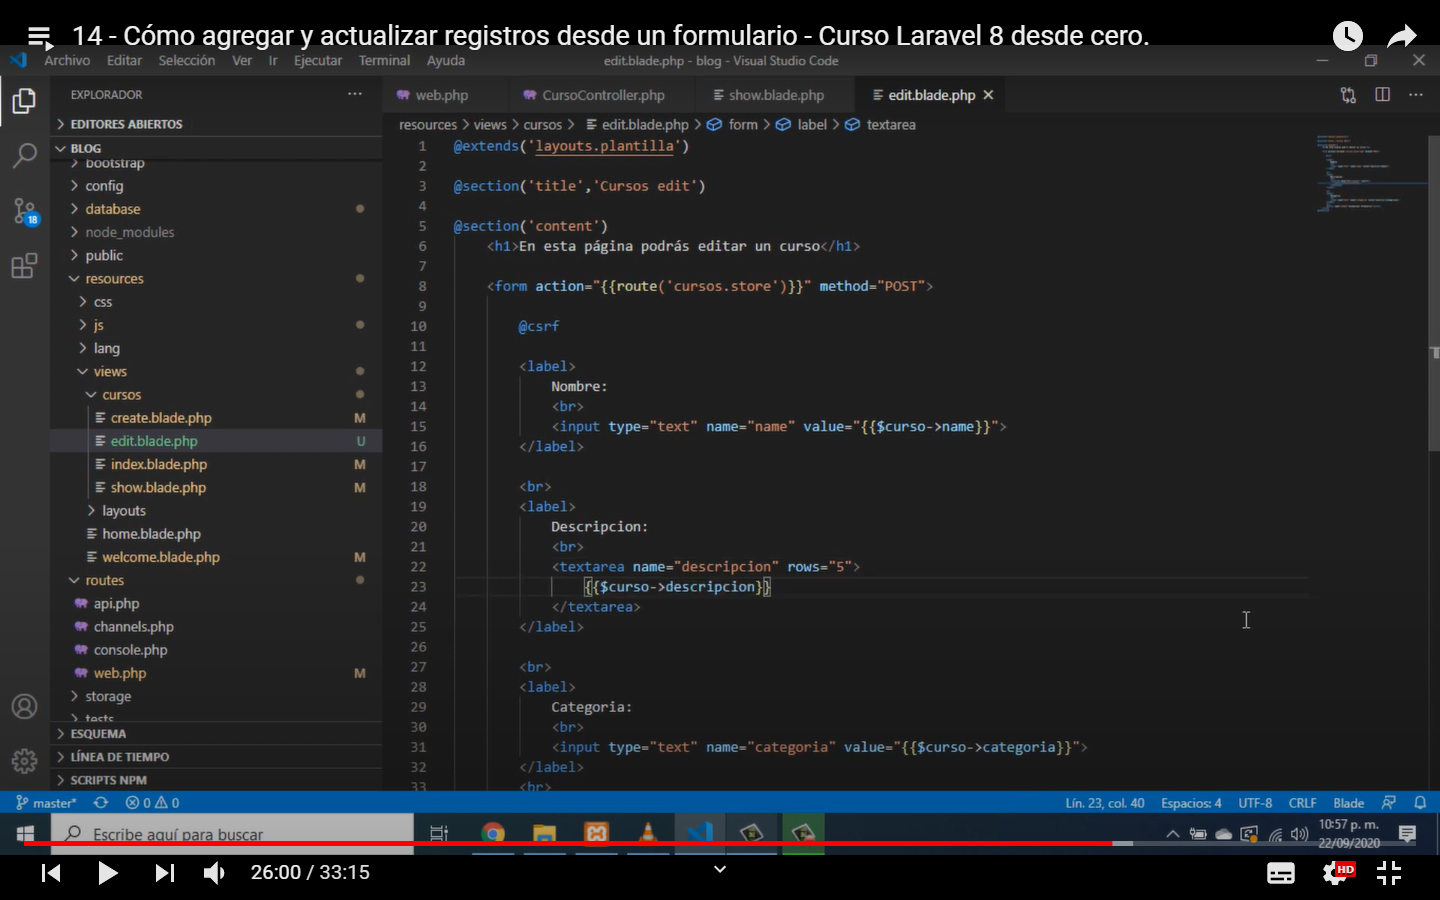 14 - Cómo agregar y actualizar registros desde un formulario - Curso Laravel 8 desde cero.
Archivo Editar Selección Ver Ir Ejecutar Terminal Ayuda edit.blade.php - blog - Visual Studio Code
EXPLORADOR ··· web.php CursoController.php show.blade.php edit.blade.php
EDITORES ABIERTOS
resources > views > cursos > edit.blade.php > form > label > textarea
BLOG
bootstrap
config
database
node_modules
public
resources
css
js
lang
views
cursos
create.blade.php M
edit.blade.php U
index.blade.php M
show.blade.php M
layouts
home.blade.php
welcome.blade.php M
routes
api.php
channels.php
console.php
web.php M
storage
tests
ESQUEMA
LÍNEA DE TIEMPO
SCRIPTS NPM
18
1 @extends('layouts.plantilla')
2
3 @section('title','Cursos edit')
4
5 @section('content')
6 <h1>En esta página podrás editar un curso</h1>
7
8 <form action="{{route('cursos.store')}}" method="POST">
9
10 @csrf
11
12 <label>
13 Nombre:
14 <br>
15 <input type="text" name="name" value="{{$curso->name}}">
16 </label>
17
18 <br>
19 <label>
20 Descripcion:
21 <br>
22 <textarea name="descripcion" rows="5">
23 {{$curso->descripcion}}
24 </textarea>
25 </label>
26
27 <br>
28 <label>
29 Categoria:
30 <br>
31 <input type="text" name="categoria" value="{{$curso->categoria}}">
32 </label>
33 <br>
master* 0 0 Lín. 23, col. 40 Espacios: 4 UTF-8 CRLF Blade
Escribe aquí para buscar
10:57 p. m.
22/09/2020
26:00 / 33:15 HD